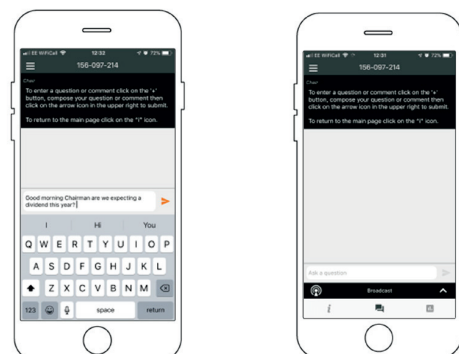 EE WiFiCall 12:32 72%
156-097-214
Chair:
To enter a question or comment click on the '+'
button, compose your question or comment then
click on the arrow icon in the upper right to submit.
To return to the main page click on the "i" icon.
Good morning Chairman are we expecting a
dividend this year?
I Hi You
Q W E R T Y U I O P
A S D F G H J K L
Z X C V B N M
123 space return
EE WiFiCall 12:31 72%
156-097-214
Chair:
To enter a question or comment click on the '+'
button, compose your question or comment then
click on the arrow icon in the upper right to submit.
To return to the main page click on the "i" icon.
Ask a question
Broadcast
i